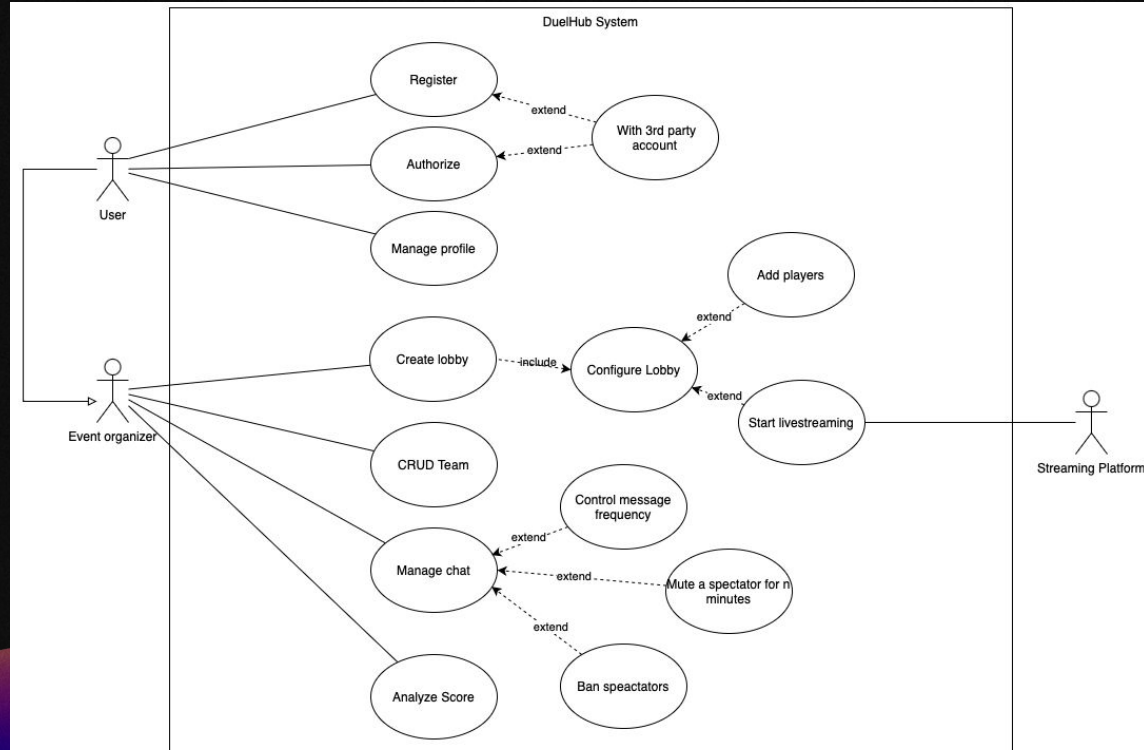 DuelHub System
Register
extend
With 3rd party
account
extend
Authorize
User
Manage profile
Add players
extend
Create lobby
include
Configure Lobby
extend
Start livestreaming
Event organizer
Streaming Platform
CRUD Team
Control message
frequency
extend
Manage chat
extend
Mute a spectator for n
minutes
extend
Ban speactators
Analyze Score